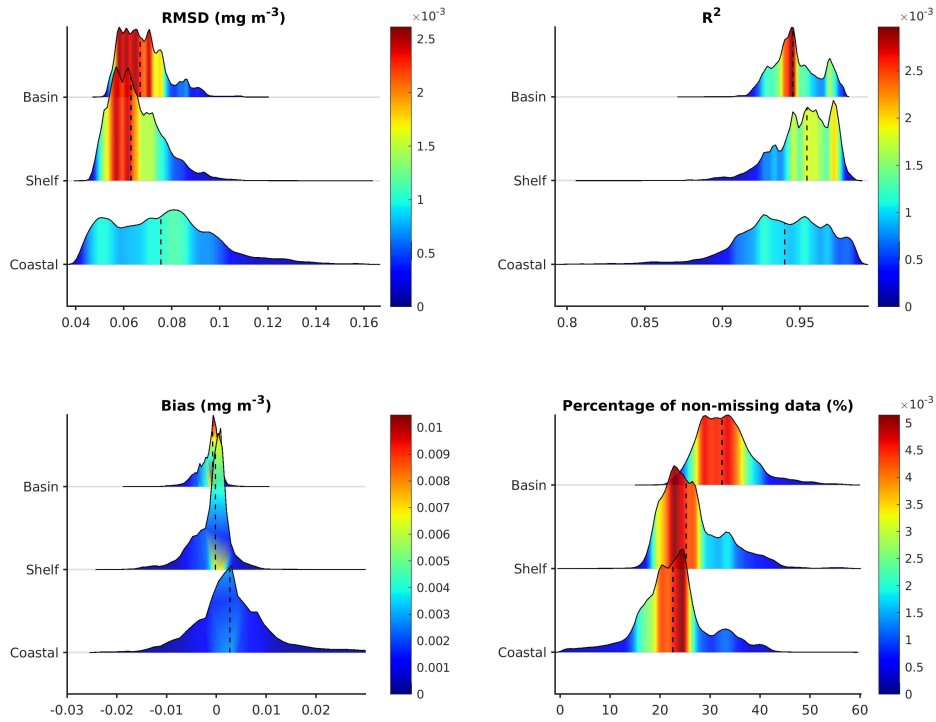 RMSD (mg m-3)
×10-3
Basin
Shelf
Coastal
0.04 0.06 0.08 0.1 0.12 0.14 0.16
2.5
2
1.5
1
0.5
0
R2
×10-3
Basin
Shelf
Coastal
0.8 0.85 0.9 0.95
2.5
2
1.5
1
0.5
0
Bias (mg m-3)
Basin
Shelf
Coastal
-0.03 -0.02 -0.01 0 0.01 0.02
0.01
0.009
0.008
0.007
0.006
0.005
0.004
0.003
0.002
0.001
0
Percentage of non-missing data (%)
×10-3
Basin
Shelf
Coastal
0 10 20 30 40 50 60
5
4.5
4
3.5
3
2.5
2
1.5
1
0.5
0